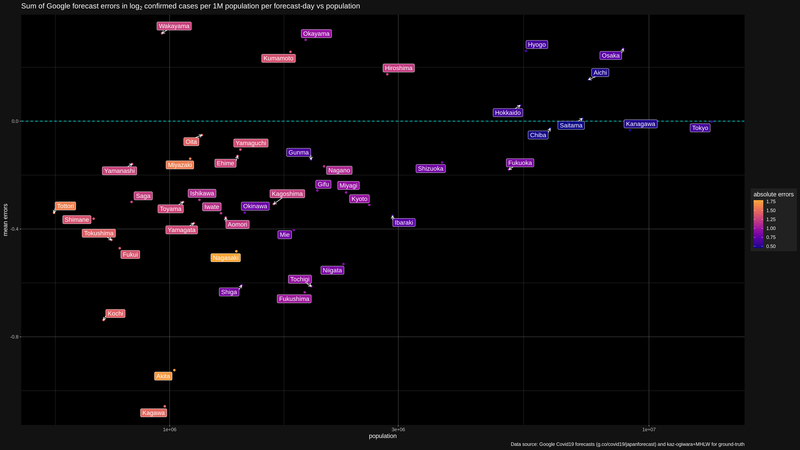 Sum of Google forecast errors in log2 confirmed cases per 1M population per forecast-day vs population
Wakayama
Okayama
Hyogo
Osaka
Kumamoto
Hiroshima
Aichi
Hokkaido
0.0
Saitama
Kanagawa
Tokyo
Chiba
Oita
Yamaguchi
Gunma
Miyazaki
Ehime
Fukuoka
Yamanashi
Nagano
Shizuoka
Gifu
Miyagi
Saga
Ishikawa
Kagoshima
Kyoto
Tottori
Toyama
Iwate
Okinawa
Shimane
Aomori
Ibaraki
-0.4
Tokushima
Yamagata
Mie
Fukui
Nagasaki
Niigata
Tochigi
Shiga
Fukushima
Kochi
-0.8
Akita
Kagawa
mean errors
1e+06
3e+06
1e+07
population
absolute errors
1.75
1.50
1.25
1.00
0.75
0.50
Data source: Google Covid19 forecasts (g.co/covid19/japanforecast) and kaz-ogiwara+MHLW for ground-truth